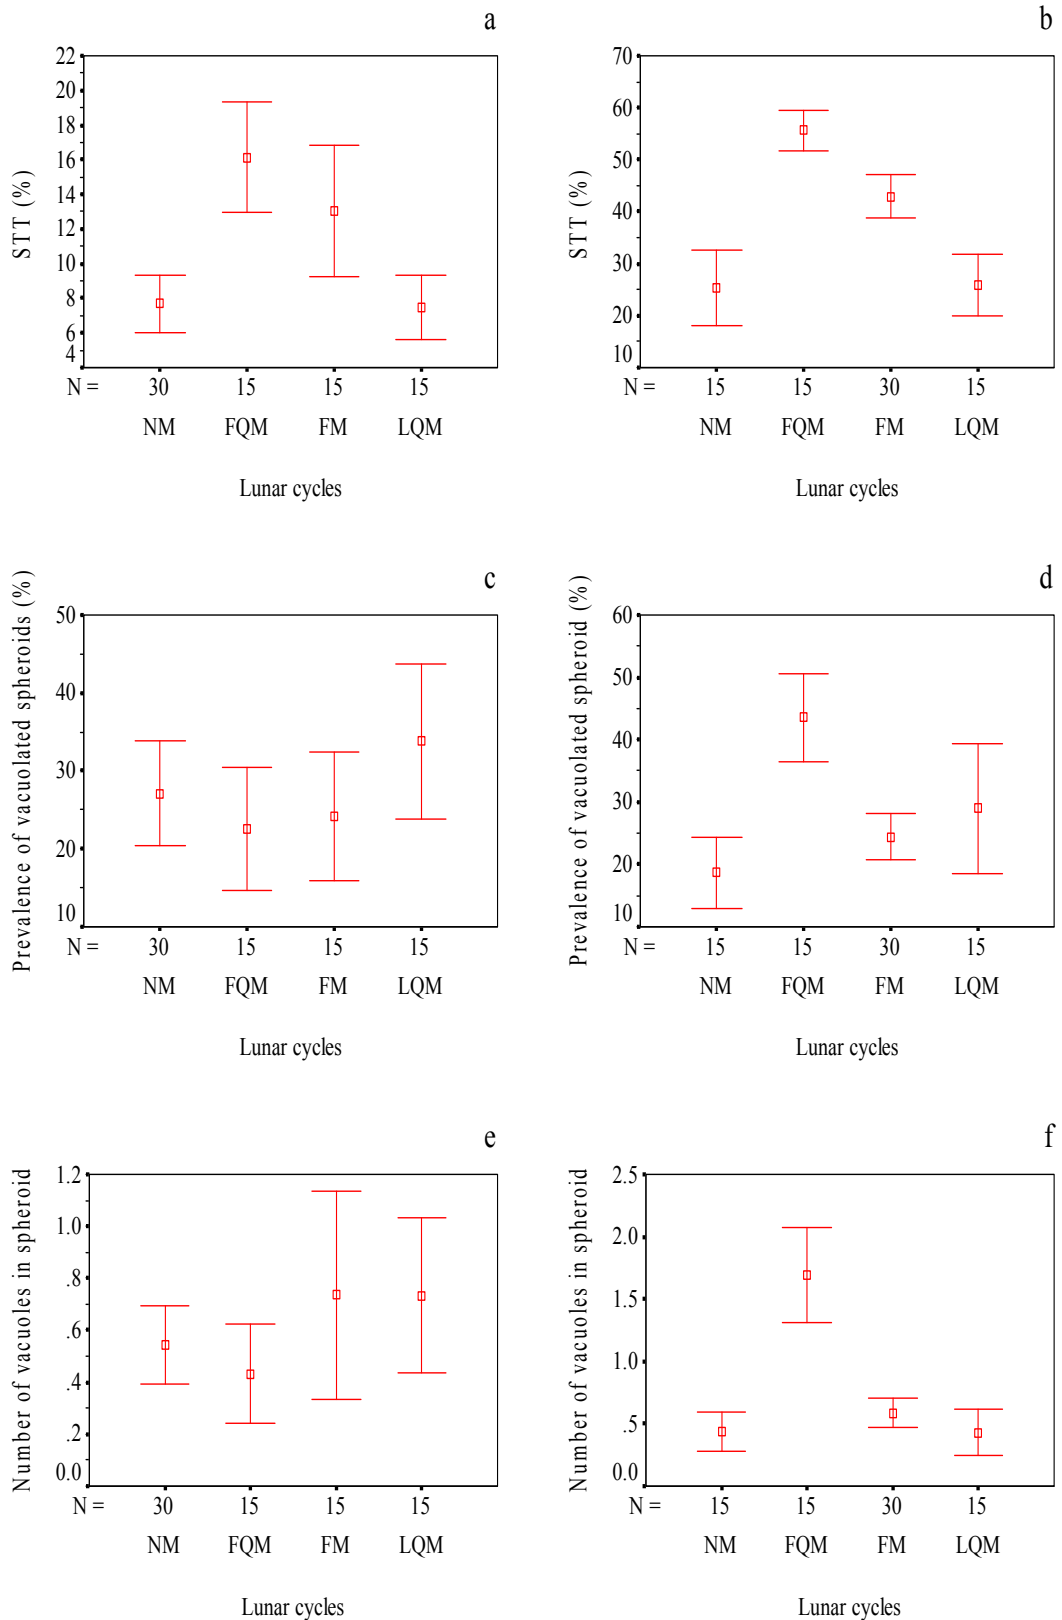 a
STT (%)
22
20
18
16
14
12
10
8
6
4
N = 30 15 15 15
NM FQM FM LQM
Lunar cycles
b
STT (%)
70
60
50
40
30
20
10
15 15 30 15
NM FQM FM LQM
Lunar cycles
c
Prevalence of vacuolated spheroids (%)
50
40
30
20
10
N = 30 15 15 15
NM FQM FM LQM
Lunar cycles
d
Prevalence of vacuolated spheroid (%)
60
50
40
30
20
10
N = 15 15 30 15
NM FQM FM LQM
Lunar cycles
e
Number of vacuoles in spheroid
1.2
1.0
.8
.6
.4
.2
0.0
N = 30 15 15 15
NM FQM FM LQM
Lunar cycles
f
Number of vacuoles in spheroid
2.5
2.0
1.5
1.0
.5
0.0
N = 15 15 30 15
NM FQM FM LQM
Lunar cycles